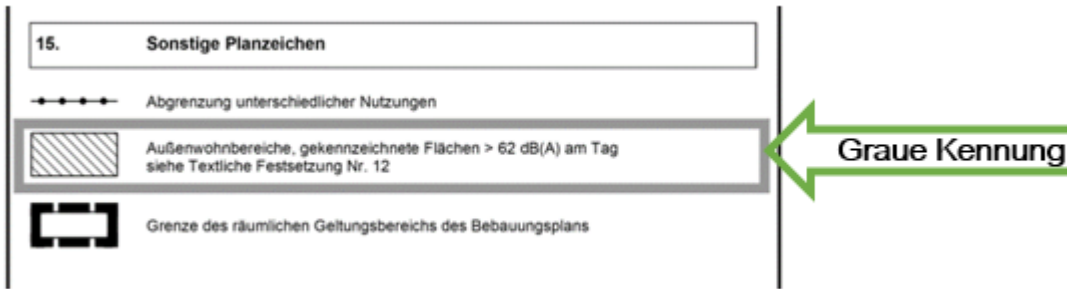 15. Sonstige Planzeichen
Abgrenzung unterschiedlicher Nutzungen
Außenwohnbereiche, gekennzeichnete Flächen > 62 dB(A) am Tag
siehe Textliche Festsetzung Nr. 12
Graue Kennung
Grenze des räumlichen Geltungsbereichs des Bebauungsplans